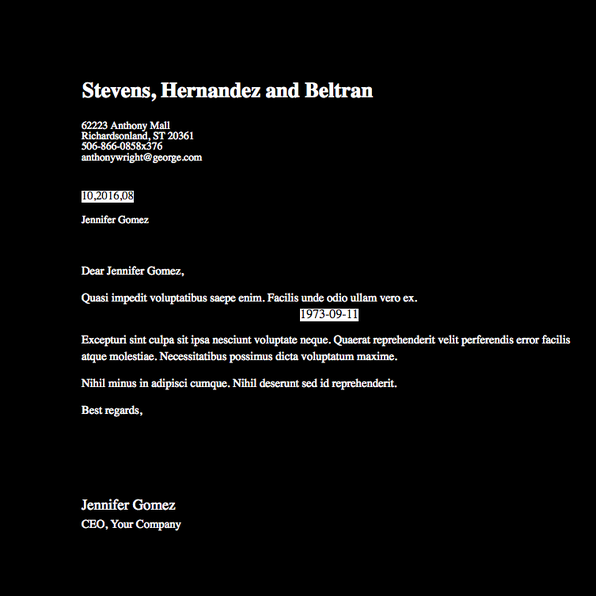 Stevens, Hernandez and Beltran
62223 Anthony Mall
Richardsonland, ST 20361
506-866-0858x376
anthonywright@george.com
10,2016,08
Jennifer Gomez
Dear Jennifer Gomez,
Quasi impedit voluptatibus saepe enim. Facilis unde odio ullam vero ex.
1973-09-11
Excepturi sint culpa sit ipsa nesciunt voluptate neque. Quaerat reprehenderit velit perferendis error facilis
atque molestiae. Necessitatibus possimus dicta voluptatum maxime.
Nihil minus in adipisci cumque. Nihil deserunt sed id reprehenderit.
Best regards,
Jennifer Gomez
CEO, Your Company